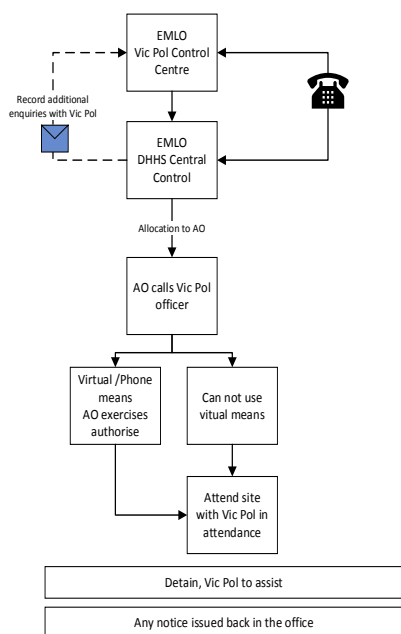 EMLO
Vic Pol Control
Centre
Record additional
enquiries with Vic Pol
EMLO
DHHS Central
Control
Allocation to AO
AO calls Vic Pol
officer
Virtual /Phone
means
AO exercises
authorise
Can not use
vitual means
Attend site
with Vic Pol in
attendance
Detain, Vic Pol to assist
Any notice issued back in the office